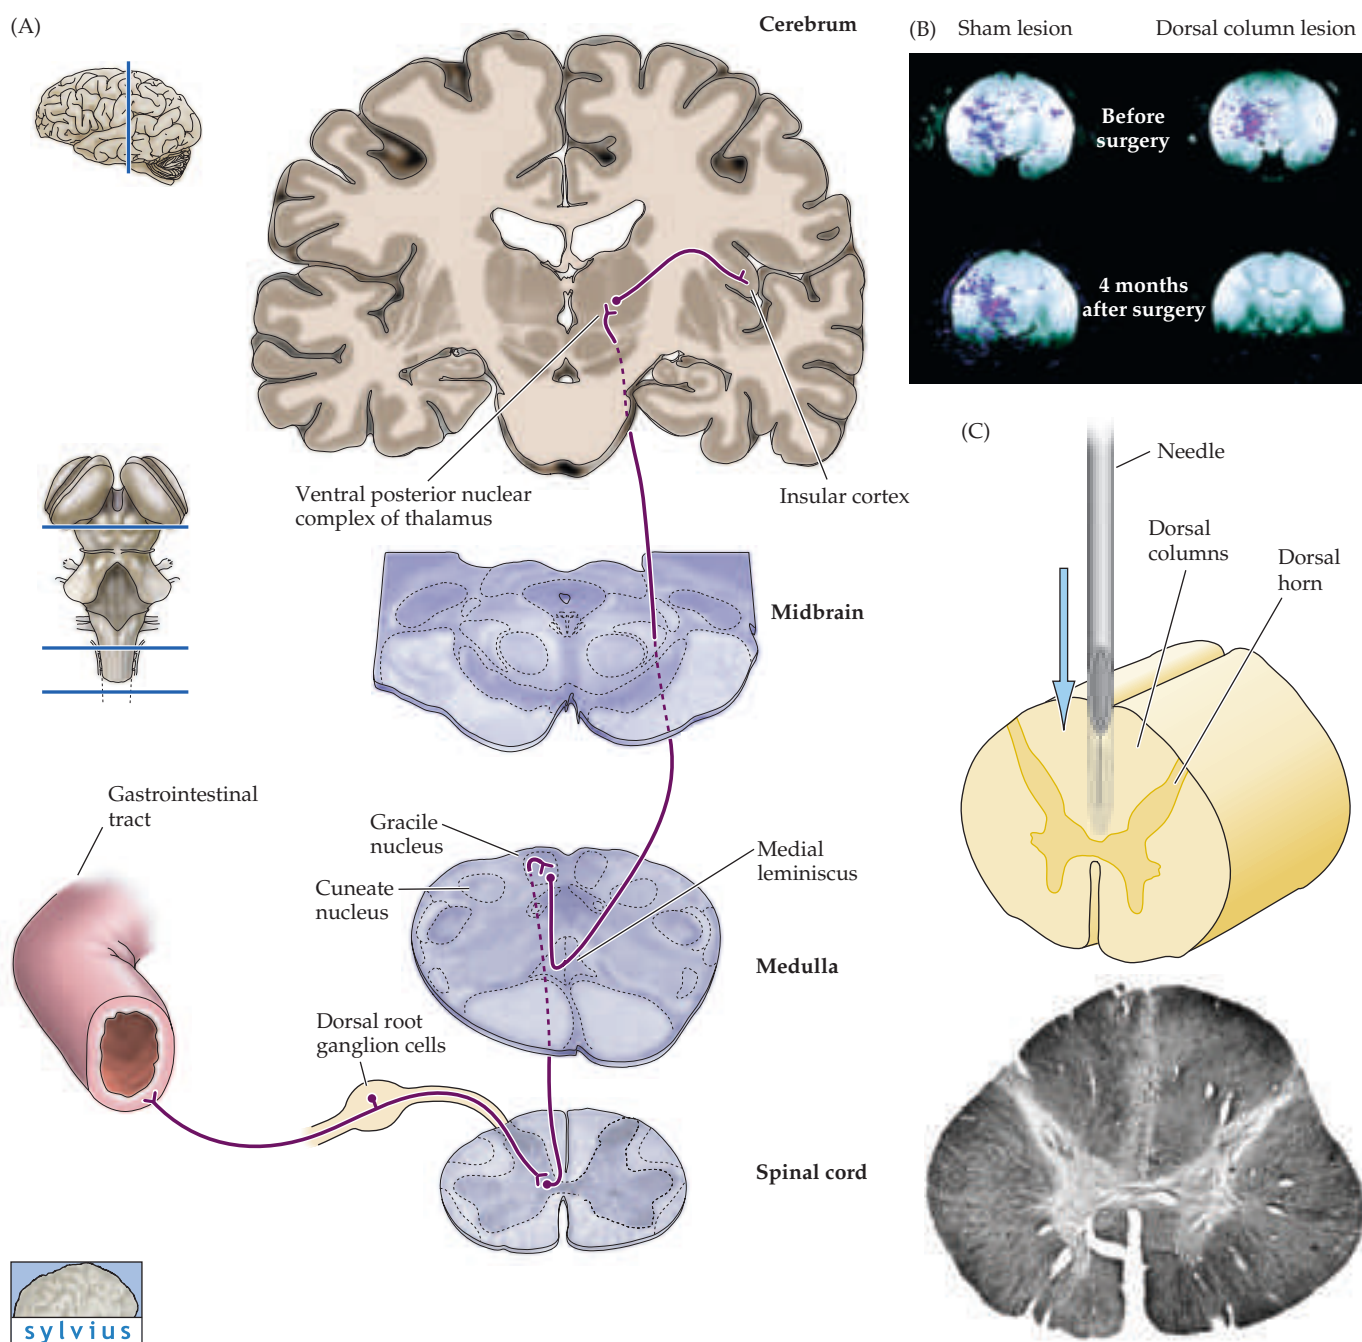 (A)
Cerebrum
Ventral posterior nuclear
complex of thalamus
Insular cortex
Midbrain
Gastrointestinal
tract
Gracile
nucleus
Cuneate
nucleus
Medial
leminiscus
Medulla
Dorsal root
ganglion cells
Spinal cord
sylvius
(B)
Sham lesion
Dorsal column lesion
Before
surgery
4 months
after surgery
(C)
Needle
Dorsal
columns
Dorsal
horn